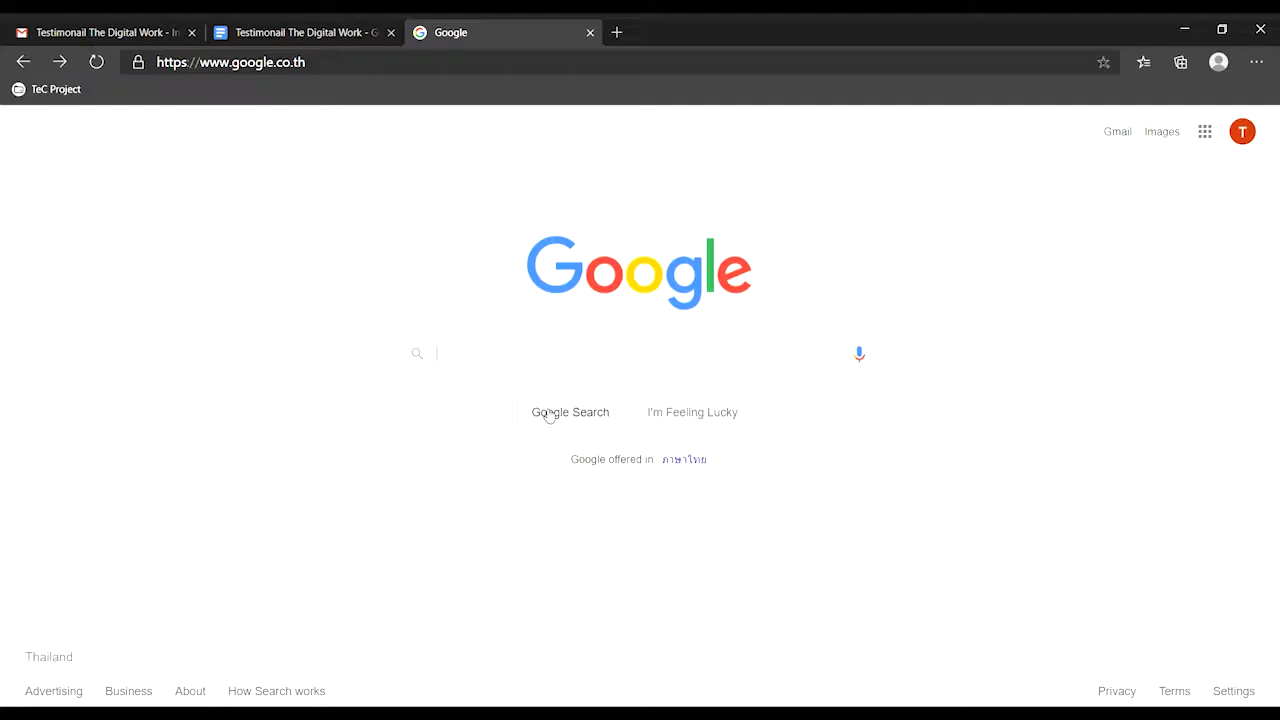 Testimonail The Digital Work - In
Testimonail The Digital Work - G
Google
https://www.google.co.th
TeC Project
Gmail Images
T
Google
Google Search I'm Feeling Lucky
Google offered in ภาษาไทย
Thailand
Advertising Business About How Search works
Privacy Terms Settings